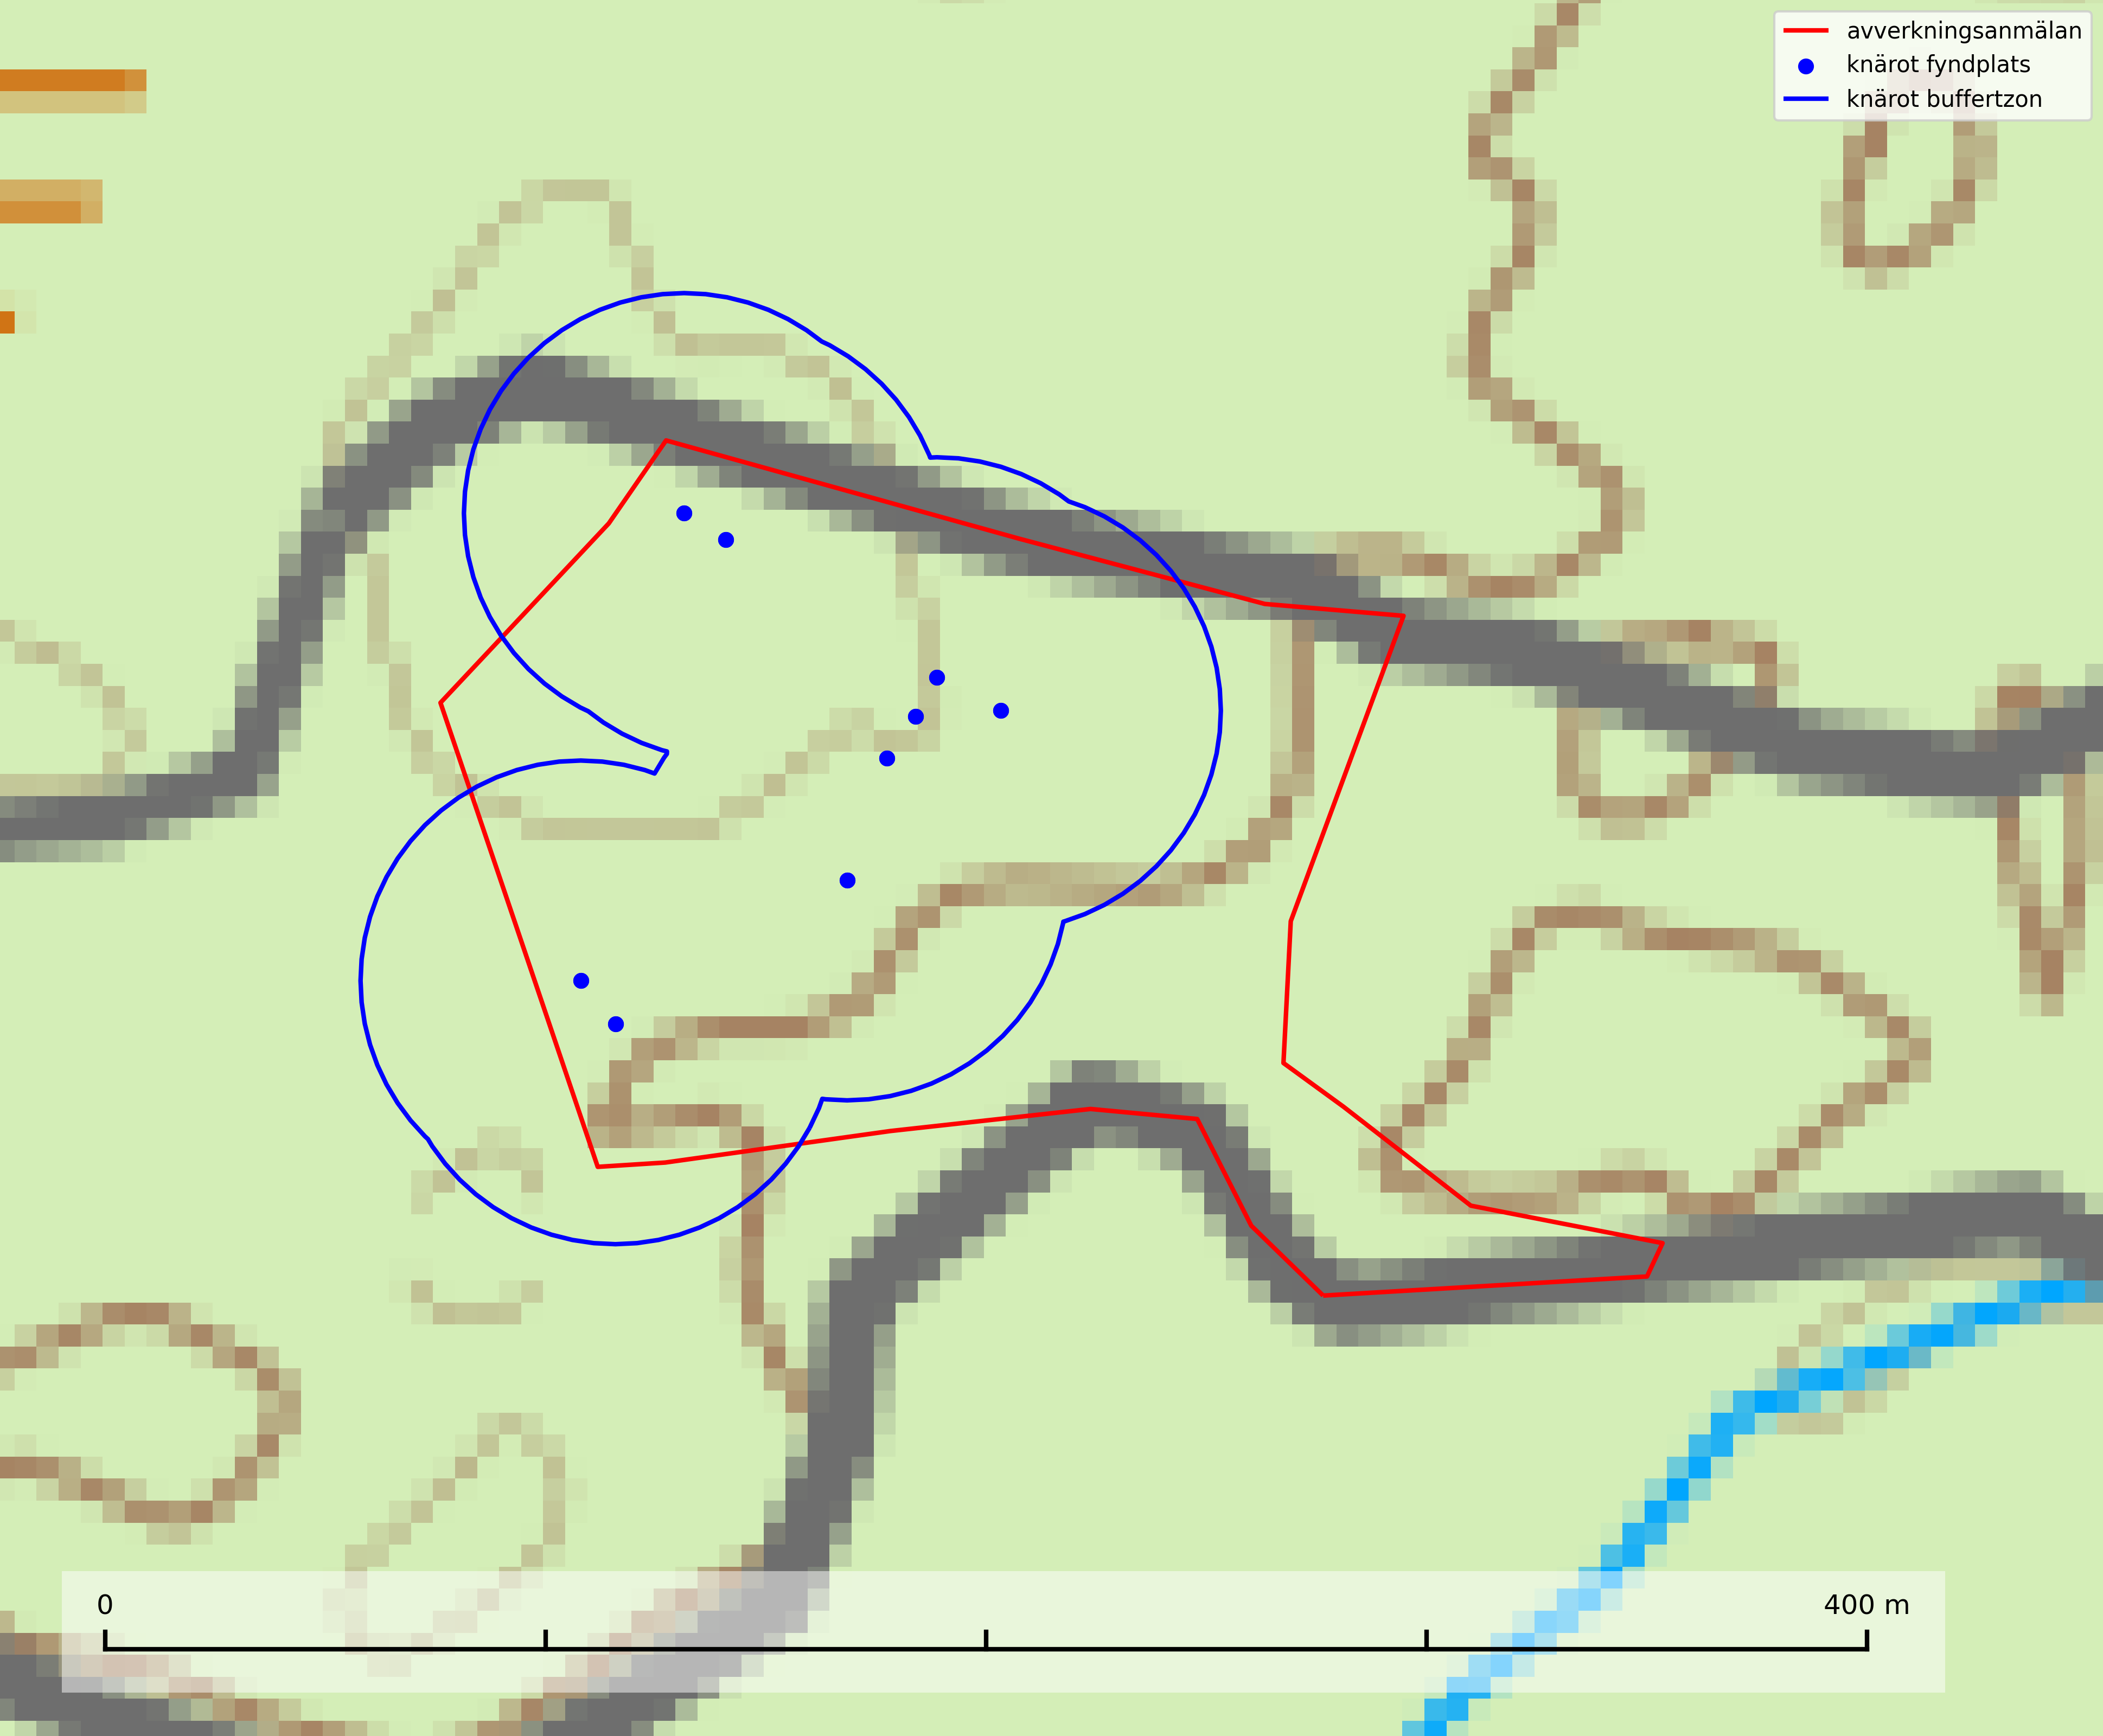 avverkningsanmälan
knärot fyndplats
knärot buffertzon
0
400 m